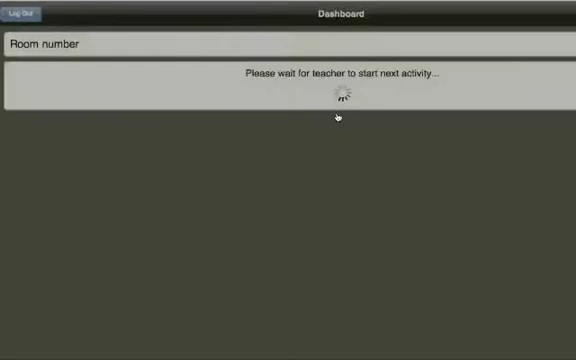 Log Out
Dashboard
Room number
Please wait for teacher to start next activity...